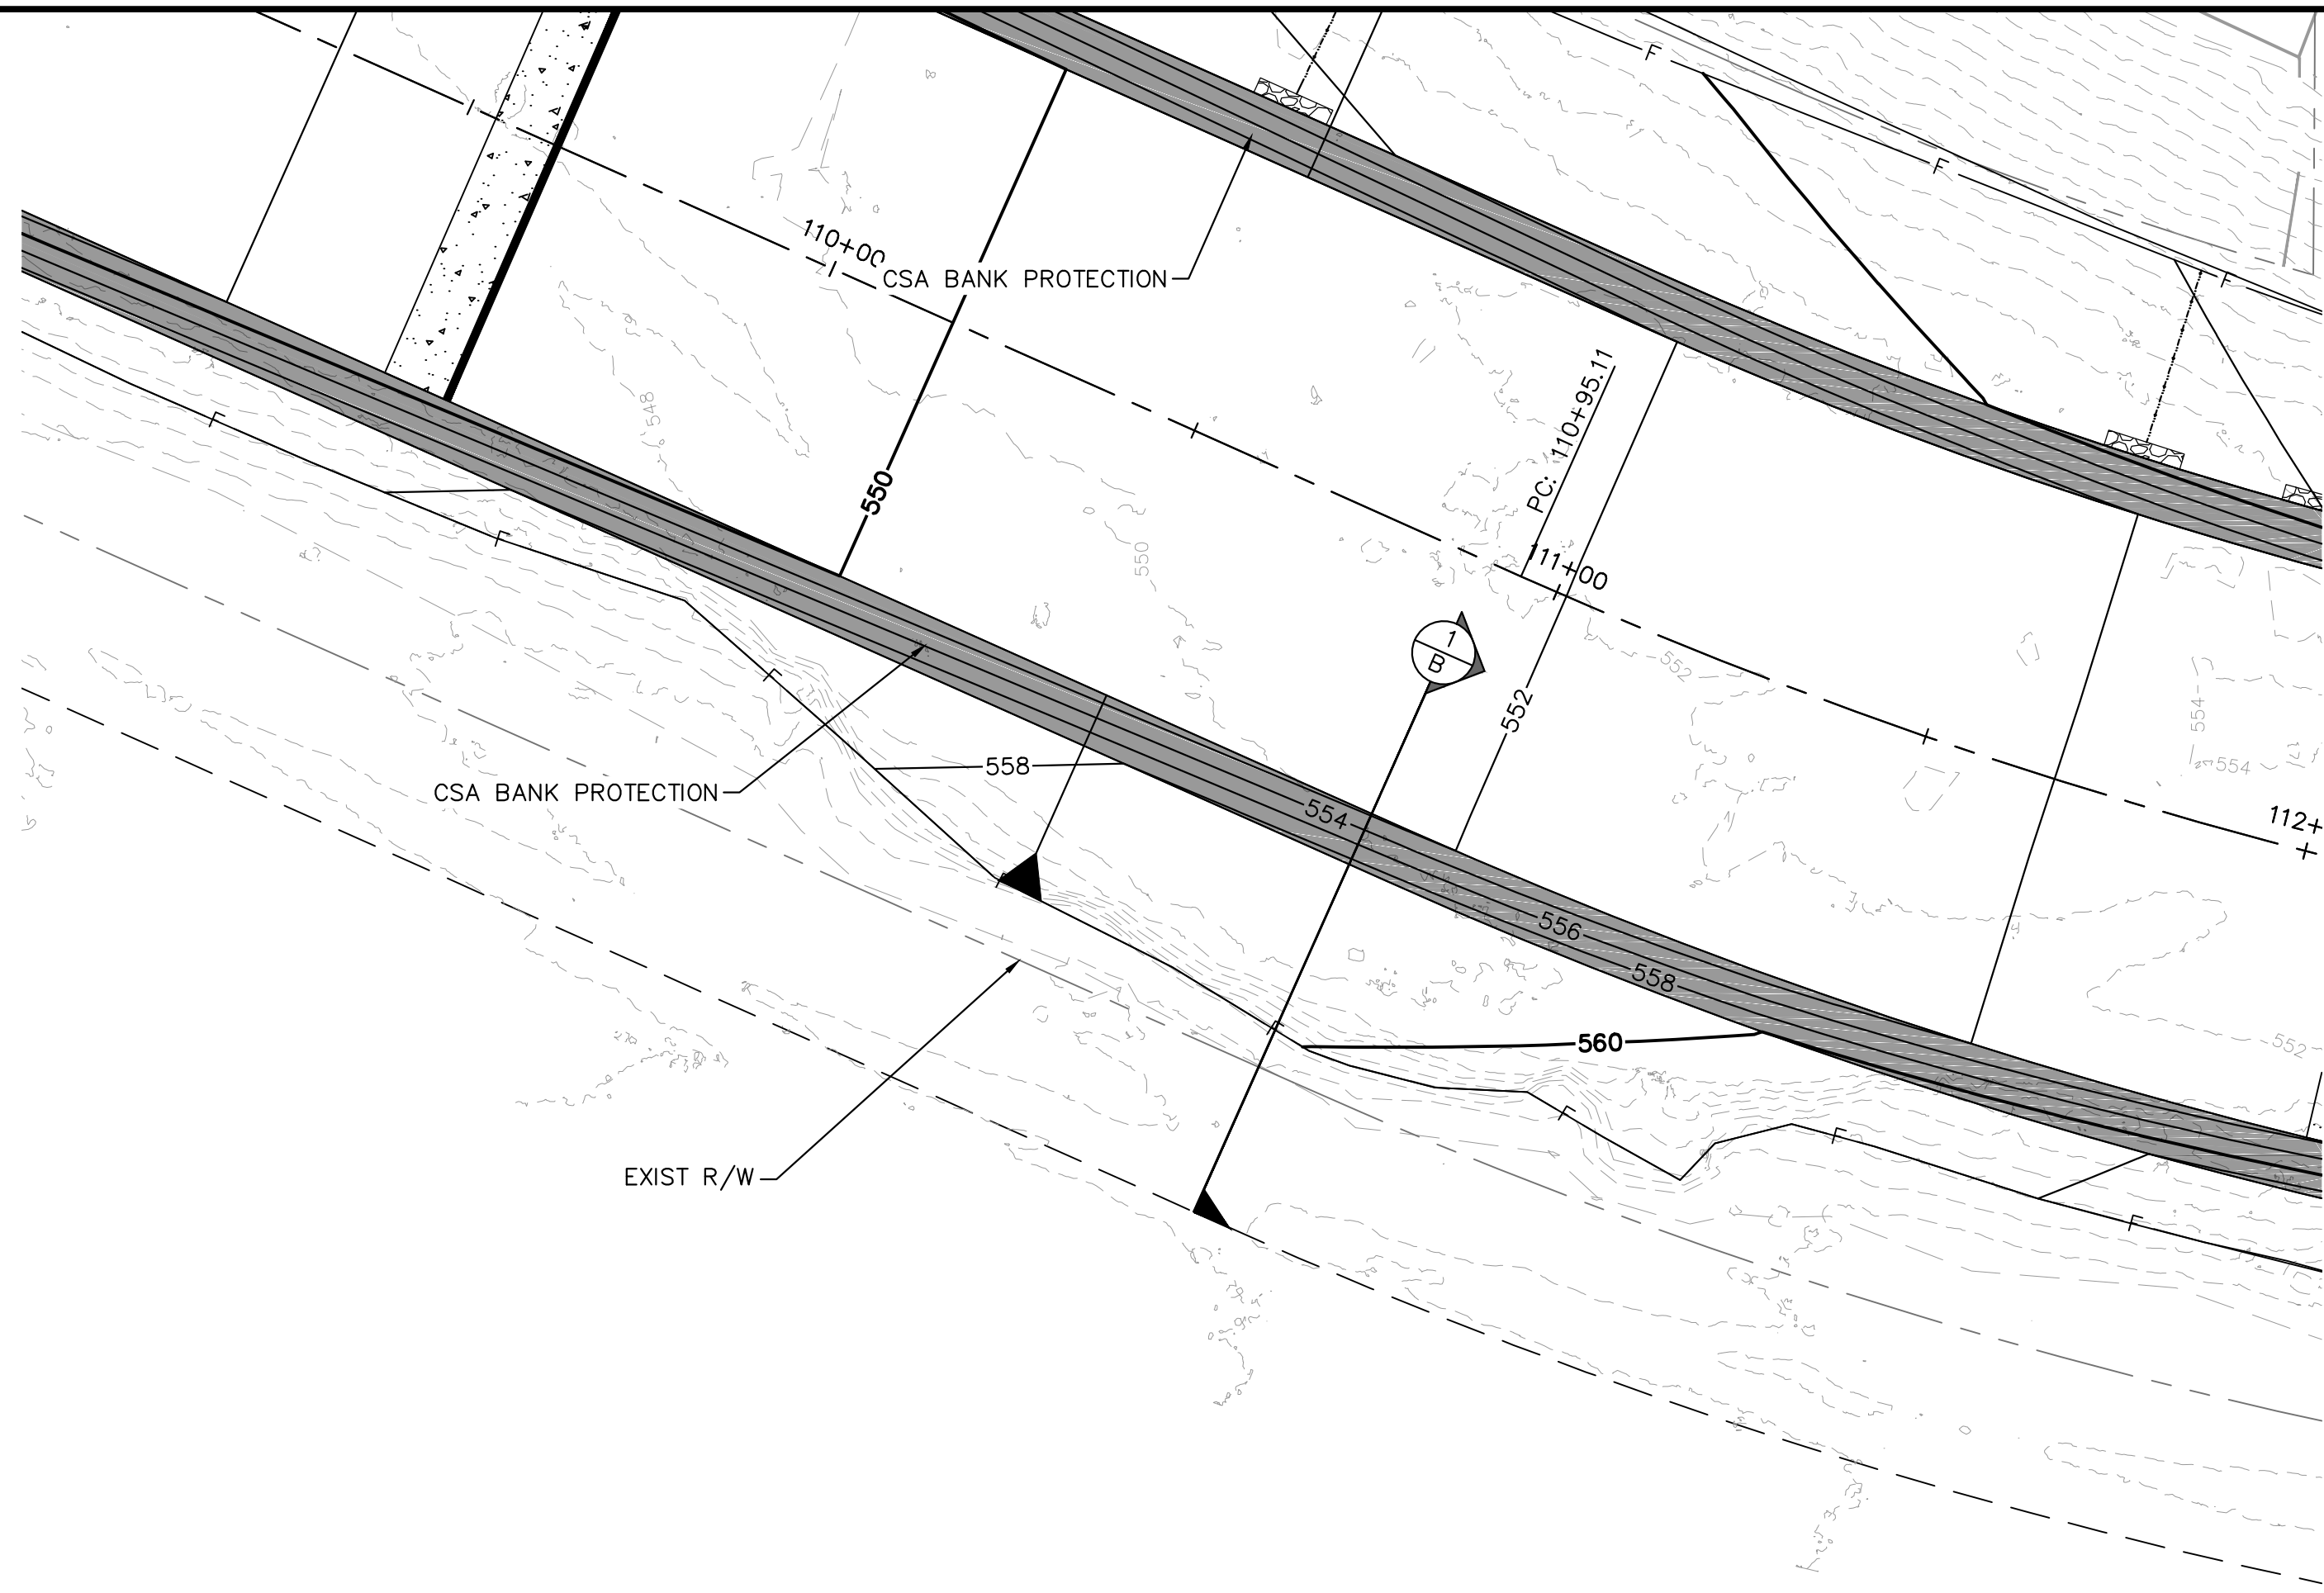 F
F
110+00
CSA BANK PROTECTION
F
PC: 110+95.11
F
548
550
F
550
111+00
1
B
552
F
552
554
554
558
CSA BANK PROTECTION
554
112+
F
556
558
EXIST R/W
F
560
552
F
F
F